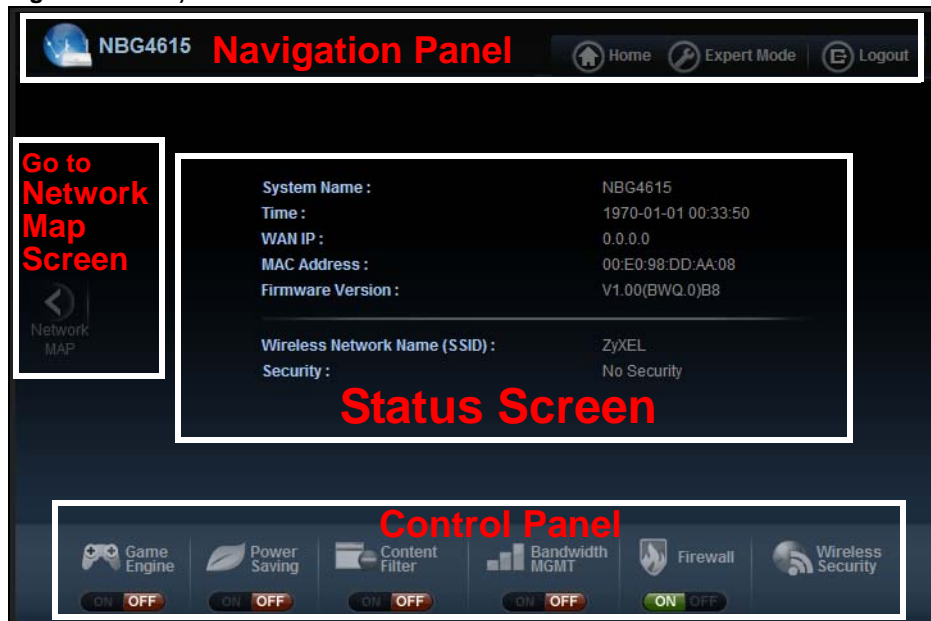 NBG4615 Navigation Panel Home Expert Mode Logout
Go to
Network
Map
Screen
Network
MAP
System Name : NBG4615
Time : 1970-01-01 00:33:50
WAN IP : 0.0.0.0
MAC Address : 00:E0:98:DD:AA:08
Firmware Version : V1.00(BWQ.0)B8
Wireless Network Name (SSID) : ZyXEL
Security : No Security
Status Screen
Control Panel
Game Engine
Power Saving
Content Filter
Bandwidth MGMT
Firewall
Wireless Security
ON OFF ON OFF ON OFF ON OFF ON OFF